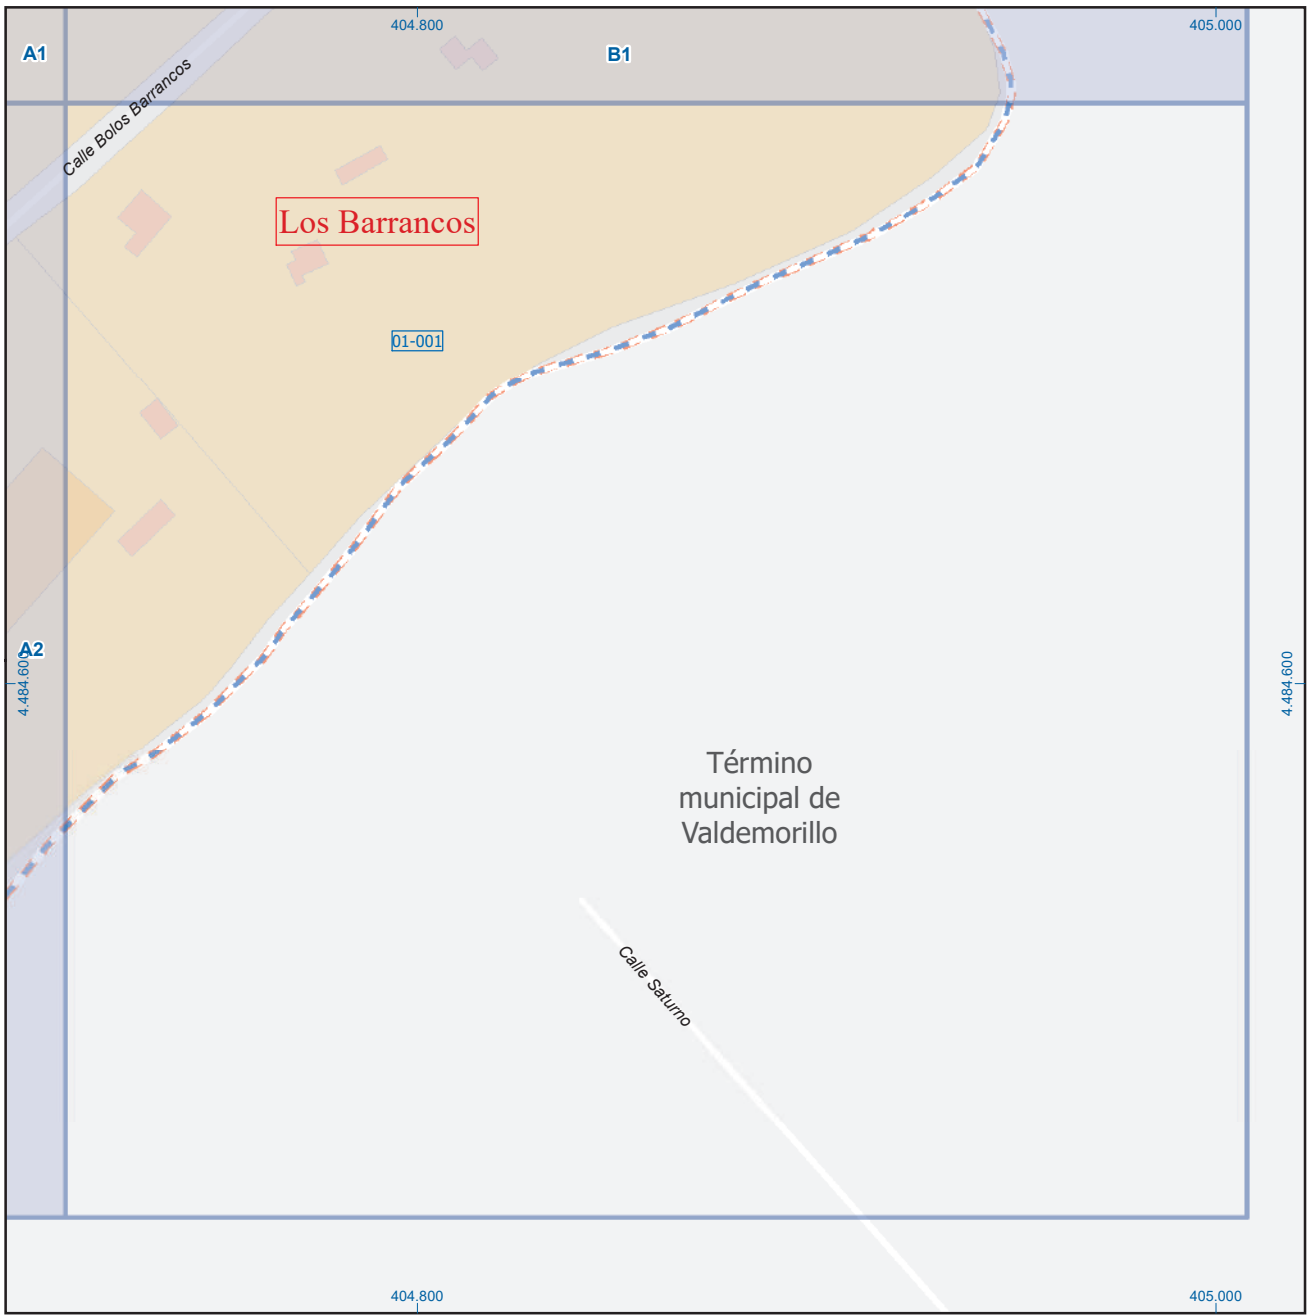 404.800
405.000
A1
B1
Calle Bolos Barrancos
Los Barrancos
01-001
A2
4.484.600
4.484.600
Término
municipal de
Valdemorillo
Calle Saturno
404.800
405.000